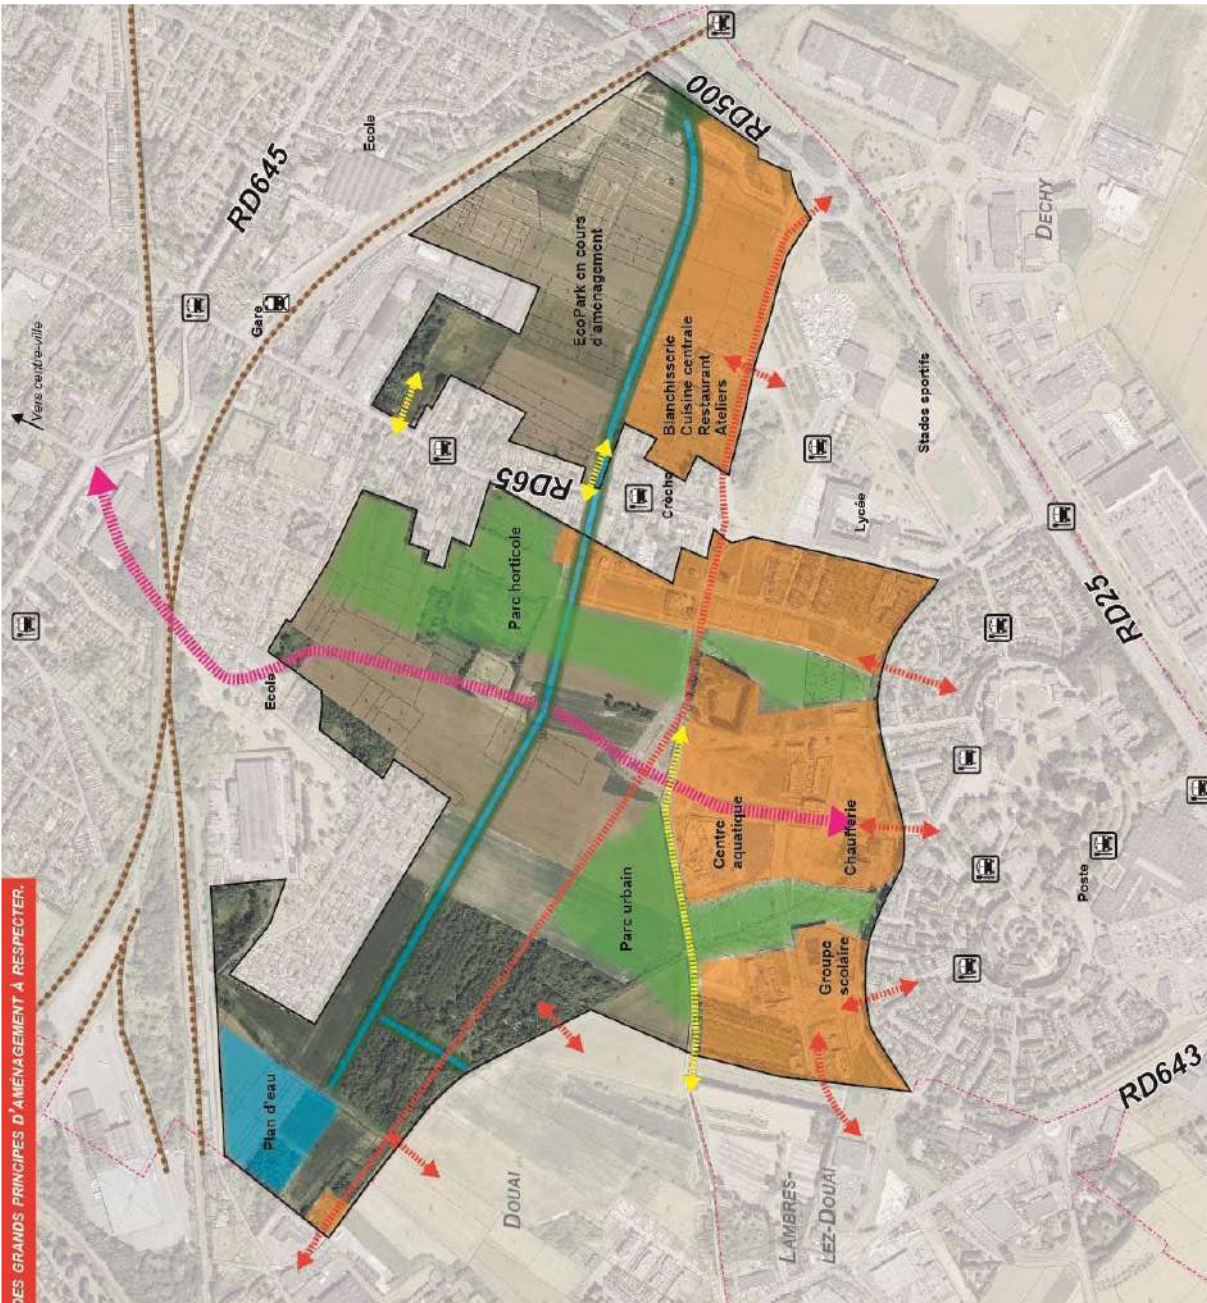 DES GRANDS PRINCIPES D'AMÉNAGEMENT À RESPECTER.
Vers centre-ville
RD645
Ecole
Gare
RD500
EcoPark en cours
d'aménagement
DECHY
Blanchisserie
Cuisine centrale
Restaurant
Ateliers
Stades sportifs
RD65
Crèche
Lycée
Parc horticole
RD25
Ecole
Centre
aquatique
Chaufferie
Poste
Parc urbain
Groupe
scolaire
Plan d'eau
DOUAI
LAMBRES-
LEZ-DOUAI
RD643